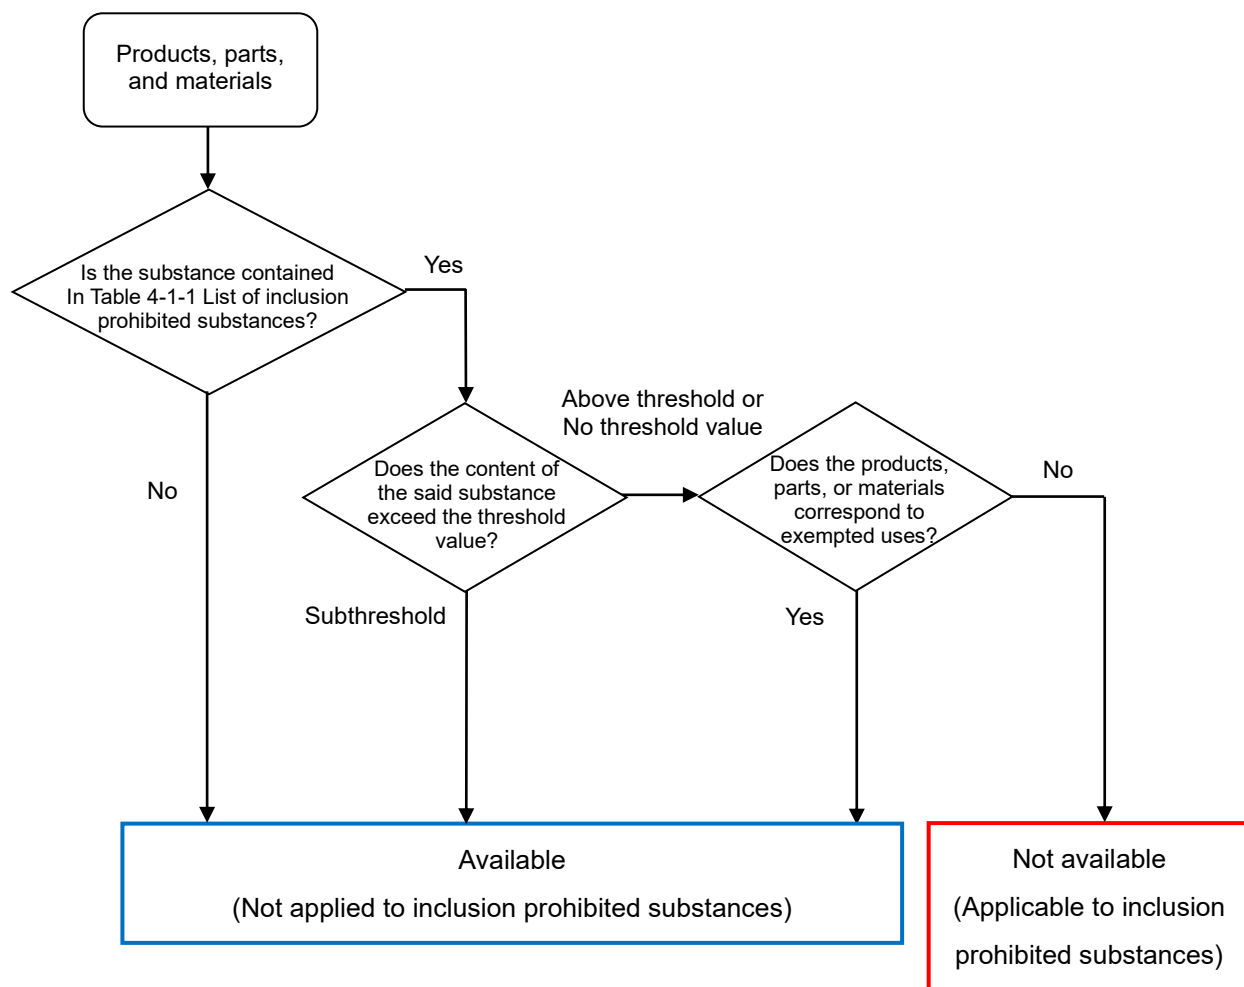 Products, parts,
and materials
Is the substance contained
In Table 4-1-1 List of inclusion
prohibited substances?
Yes
No
Does the content of
the said substance
exceed the threshold
value?
Above threshold or
No threshold value
Subthreshold
Does the products,
parts, or materials
correspond to
exempted uses?
No
Yes
Available
(Not applied to inclusion prohibited substances)
Not available
(Applicable to inclusion
prohibited substances)